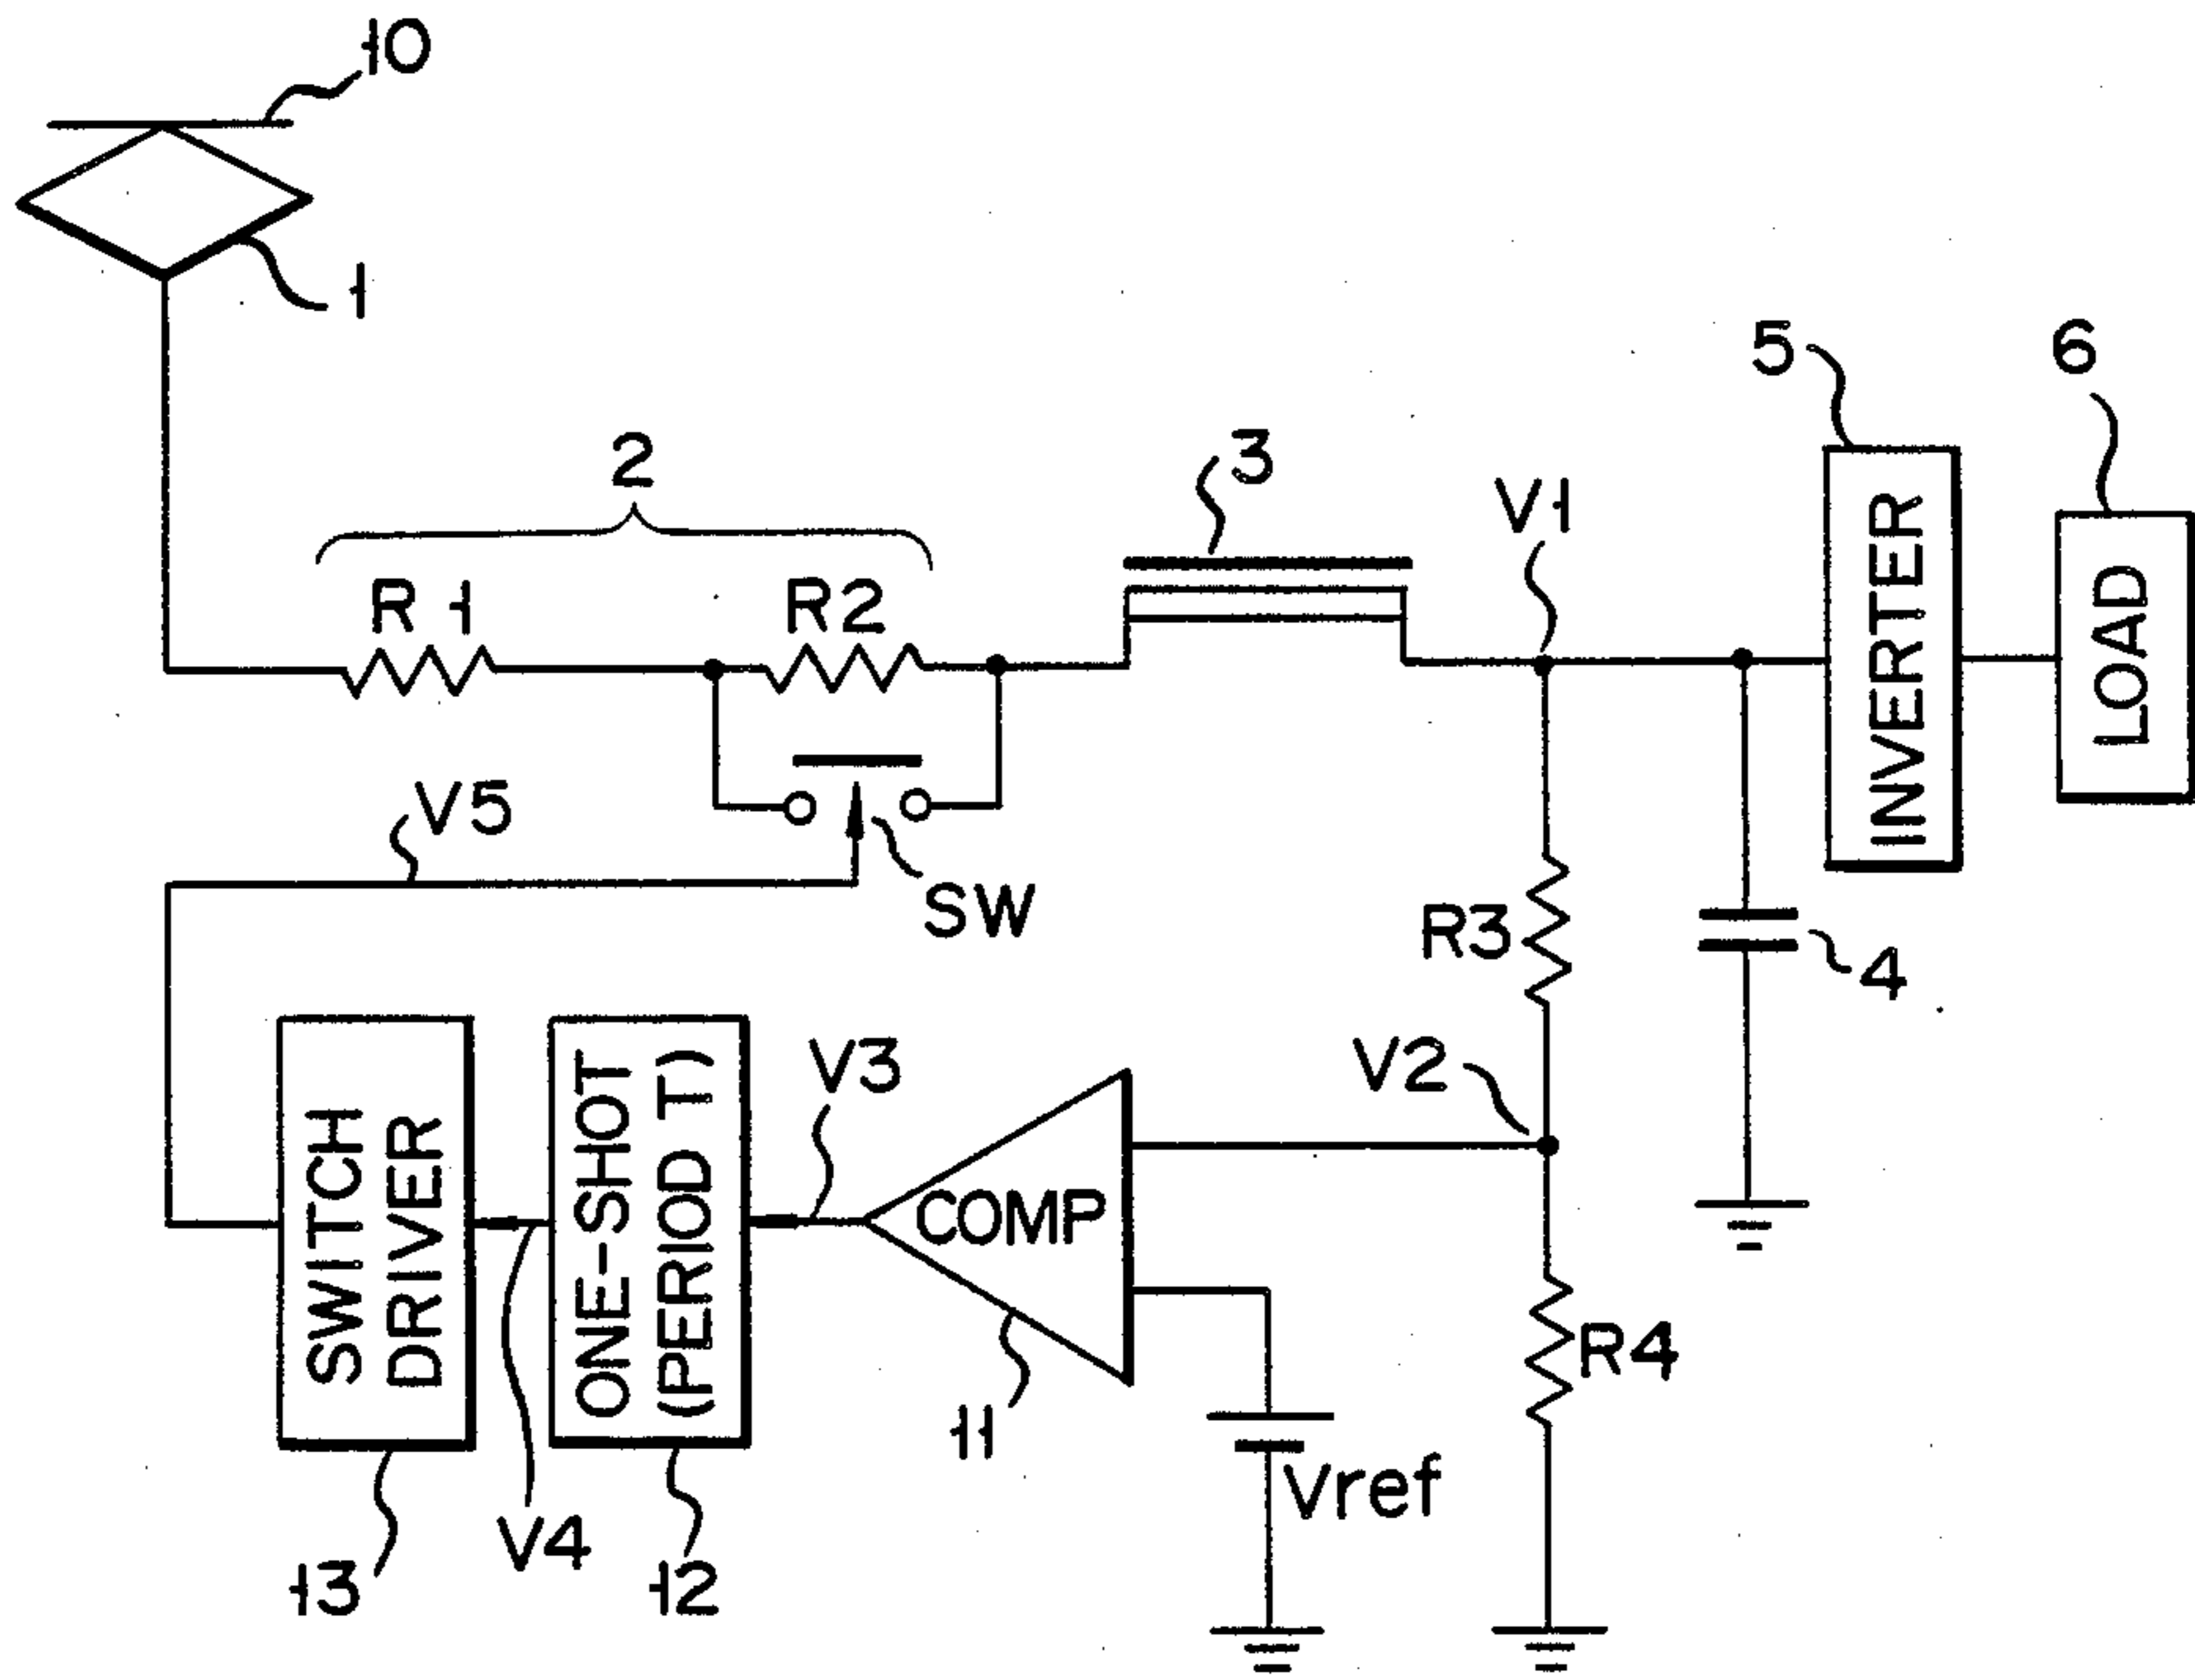 10
1
2
R1
R2
3
V1
5
INVERTER
6
LOAD
V5
SW
R3
4
V2
SWITCH
DRIVER
ONE-SHOT
(PERIOD T)
V3
COMP
R4
11
Vref
V4
13
12